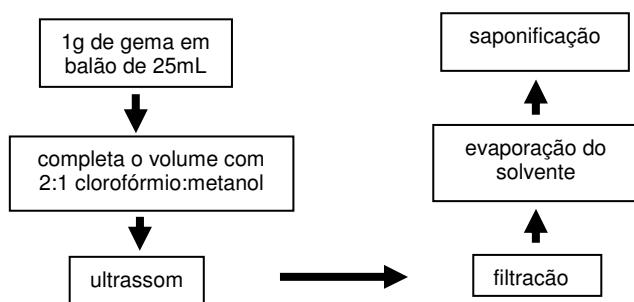 1g de gema em
balão de 25mL
completa o volume com
2:1 clorofórmio:metanol
ultrassom
filtracão
evaporação do
solvente
saponificação